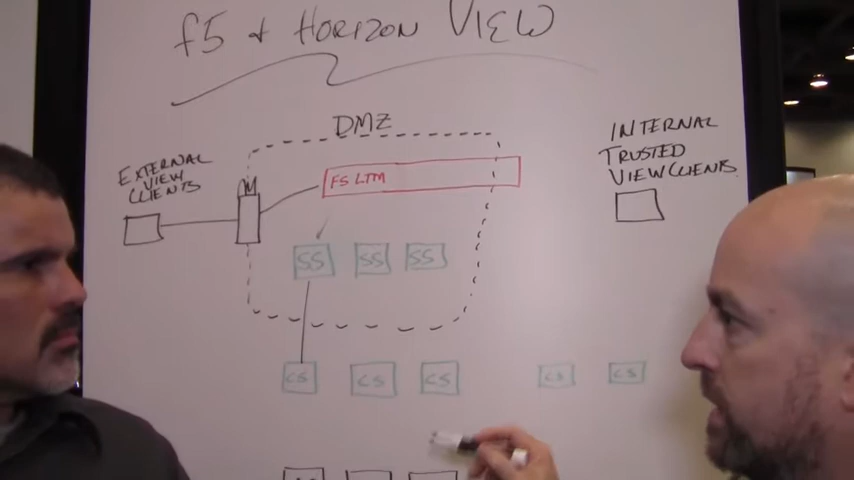 f5 & HORIZON VIEW
DMZ
EXTERNAL
VIEW
CLIENTS
INTERNAL
TRUSTED
VIEW CLIENTS
F5 LTM
SS SS SS
CS CS CS CS CS